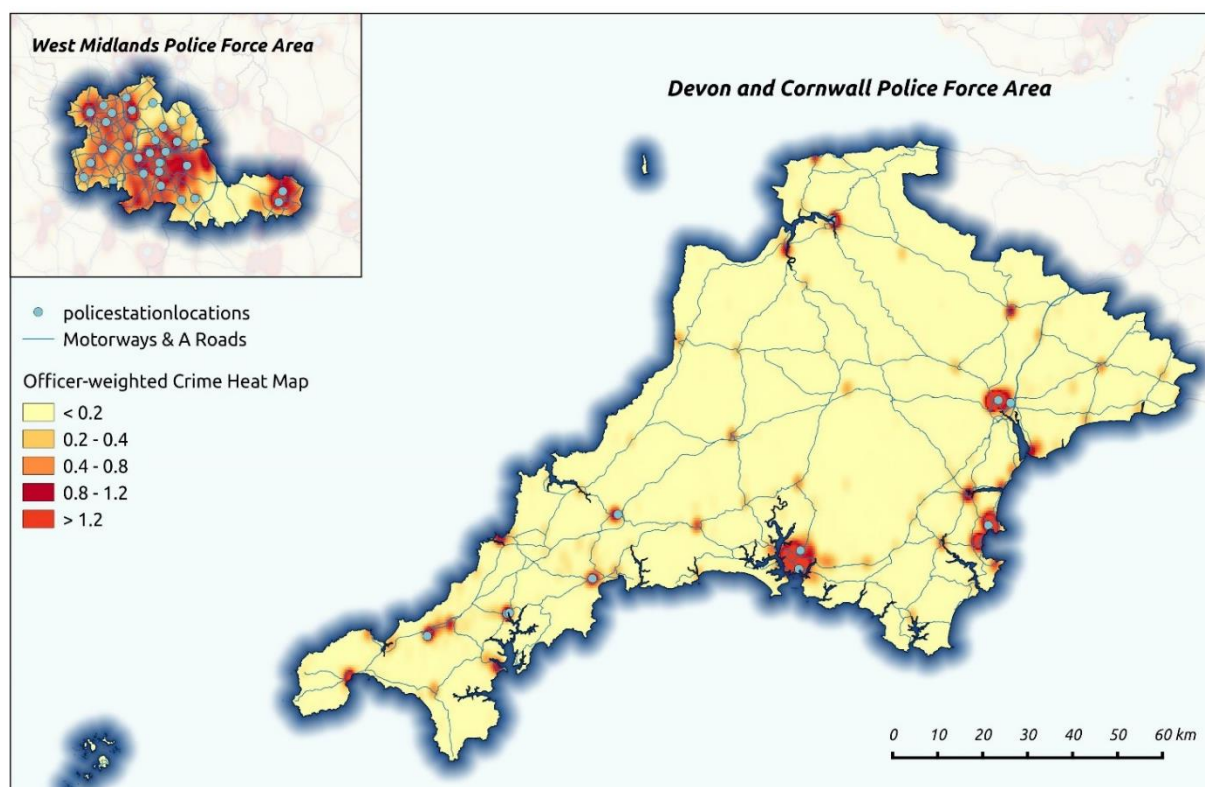 West Midlands Police Force Area
Devon and Cornwall Police Force Area
policestationlocations
Motorways & A Roads
Officer-weighted Crime Heat Map
< 0.2
0.2 - 0.4
0.4 - 0.8
0.8 - 1.2
> 1.2
0 10 20 30 40 50 60 km